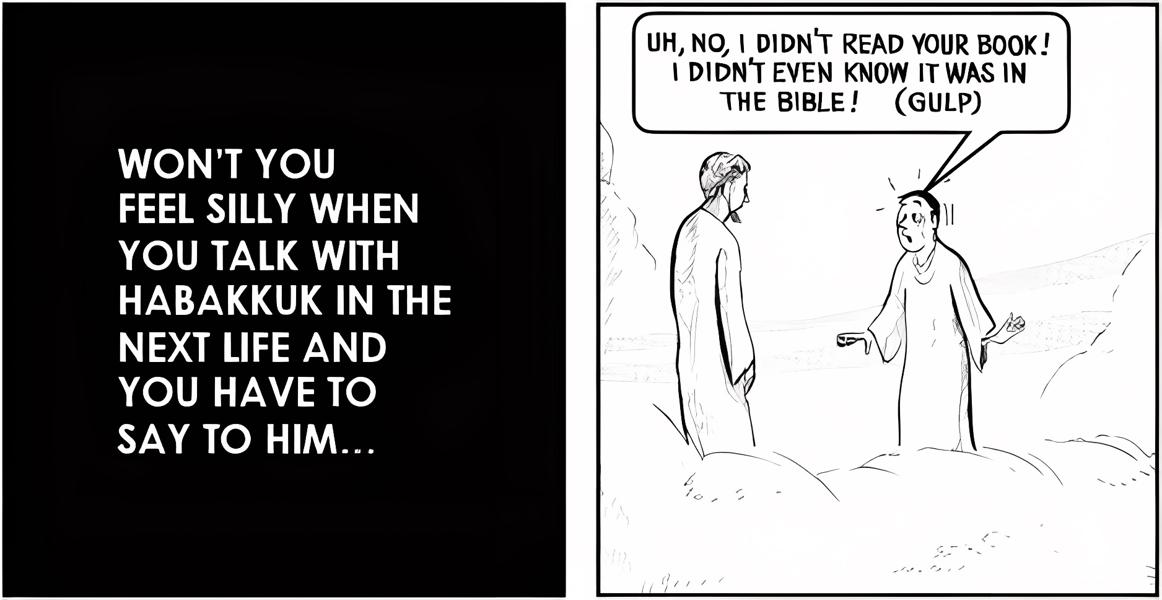 WON'T YOU
FEEL SILLY WHEN
YOU TALK WITH
HABAKKUK IN THE
NEXT LIFE AND
YOU HAVE TO
SAY TO HIM...
UH, NO, I DIDN'T READ YOUR BOOK!
I DIDN'T EVEN KNOW IT WAS IN
THE BIBLE! (GULP)